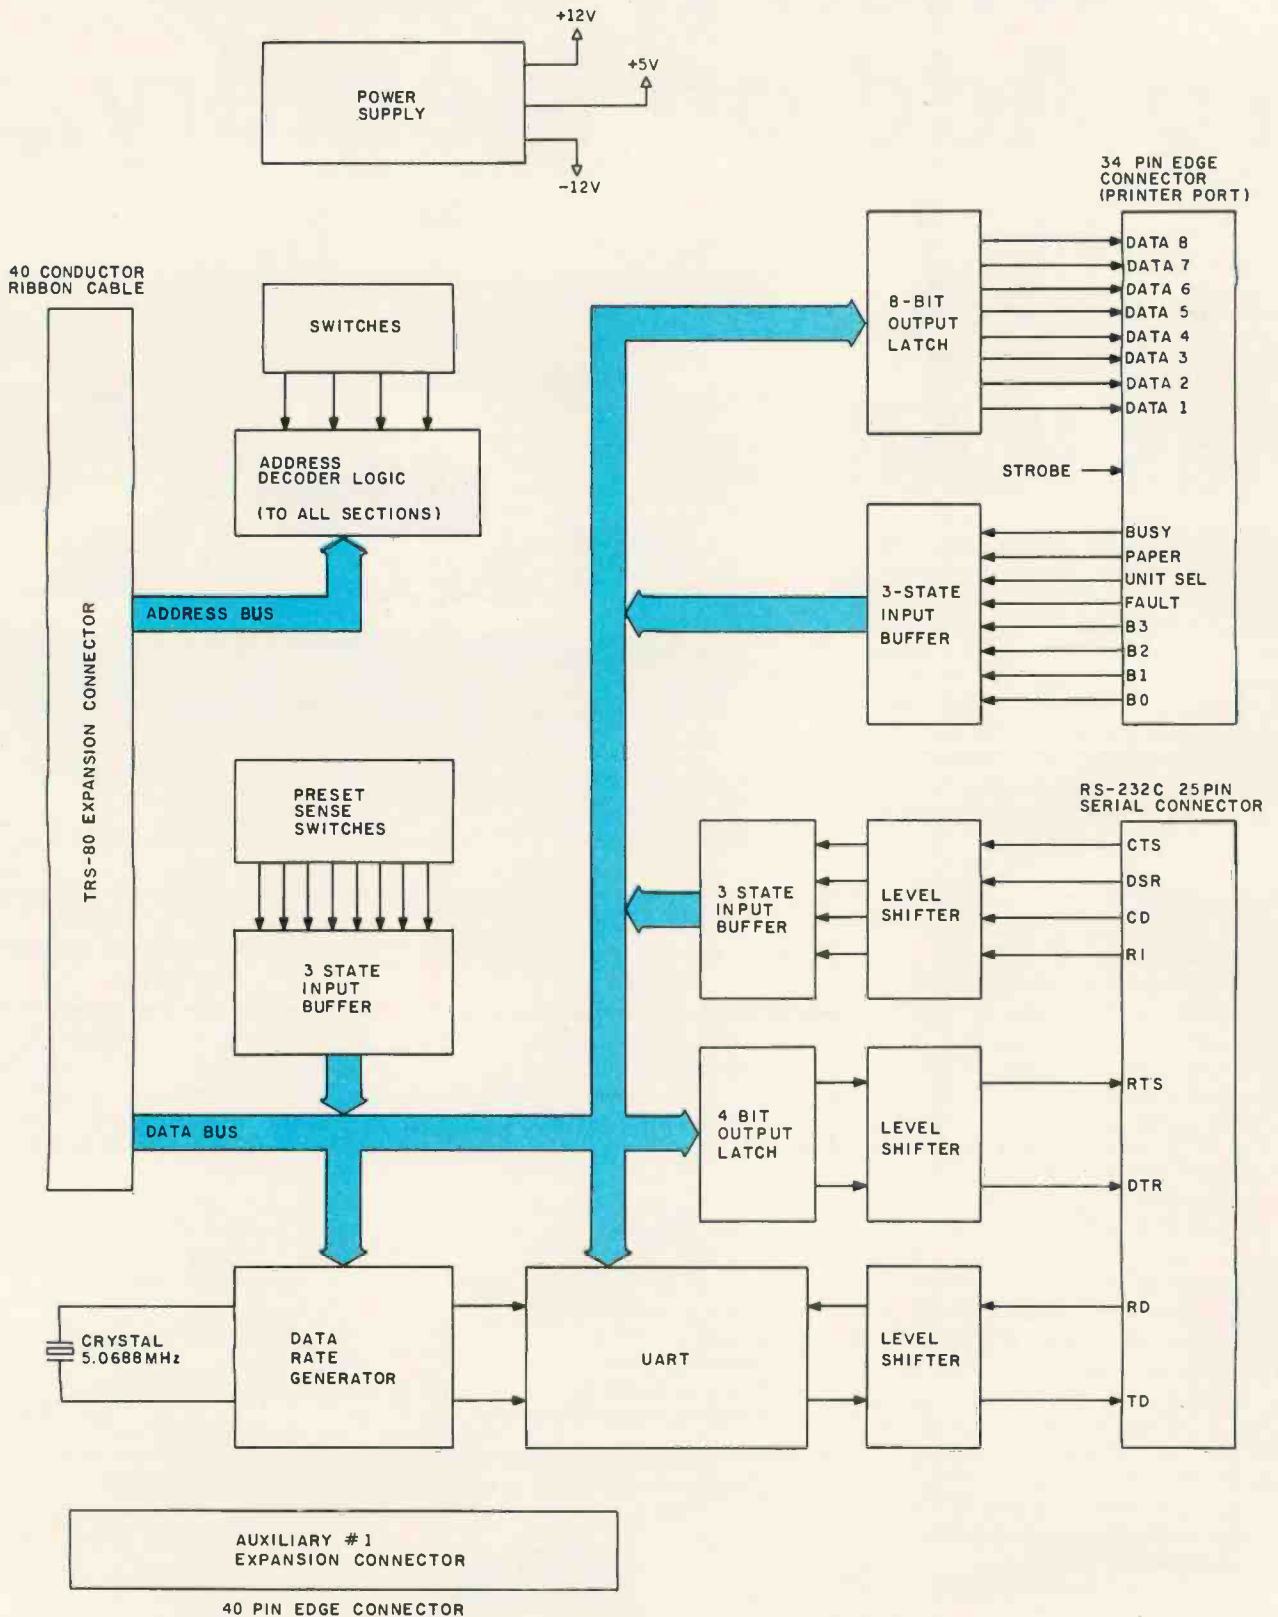 +12V
+5V
POWER
SUPPLY
-12V
34 PIN EDGE
CONNECTOR
(PRINTER PORT)
40 CONDUCTOR
RIBBON CABLE
TRS-80 EXPANSION CONNECTOR
SWITCHES
ADDRESS
DECODER LOGIC
(TO ALL SECTIONS)
ADDRESS BUS
8-BIT
OUTPUT
LATCH
DATA 8
DATA 7
DATA 6
DATA 5
DATA 4
DATA 3
DATA 2
DATA 1
STROBE
3-STATE
INPUT
BUFFER
BUSY
PAPER
UNIT SEL
FAULT
B3
B2
B1
B0
PRESET
SENSE
SWITCHES
3 STATE
INPUT
BUFFER
RS-232C 25PIN
SERIAL CONNECTOR
3 STATE
INPUT
BUFFER
LEVEL
SHIFTER
CTS
DSR
CD
RI
DATA BUS
4 BIT
OUTPUT
LATCH
LEVEL
SHIFTER
RTS
DTR
CRYSTAL
5.0688MHz
DATA
RATE
GENERATOR
UART
LEVEL
SHIFTER
RD
TD
AUXILIARY #1
EXPANSION CONNECTOR
40 PIN EDGE CONNECTOR